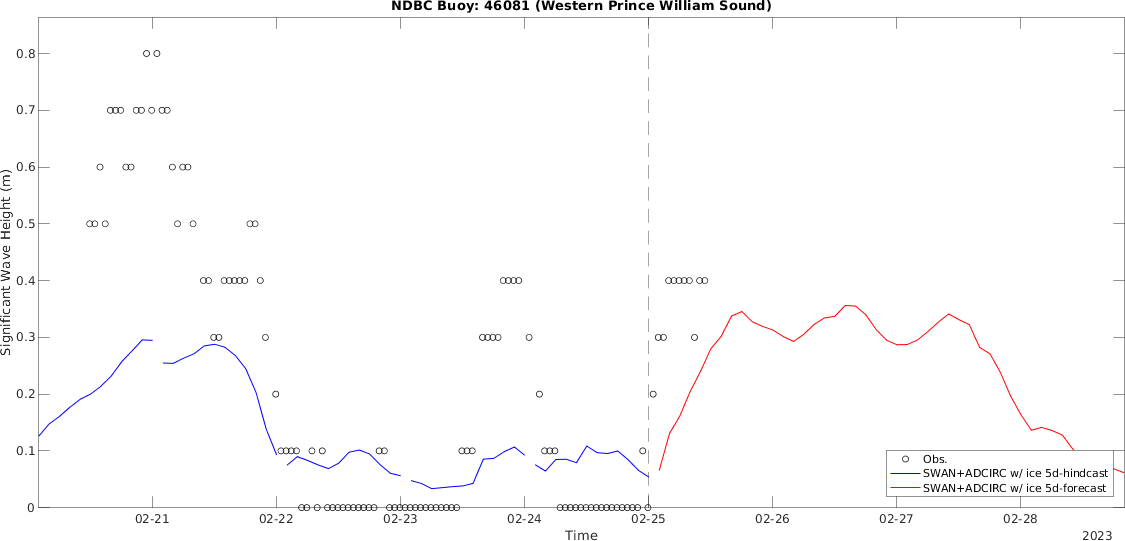 NDBC Buoy: 46081 (Western Prince William Sound)
Significant Wave Height (m)
0.8
0.7
0.6
0.5
0.4
0.3
0.2
0.1
0
Obs.
SWAN+ADCIRC w/ ice 5d-hindcast
SWAN+ADCIRC w/ ice 5d-forecast
02-21 02-22 02-23 02-24 02-25 02-26 02-27 02-28
Time
2023